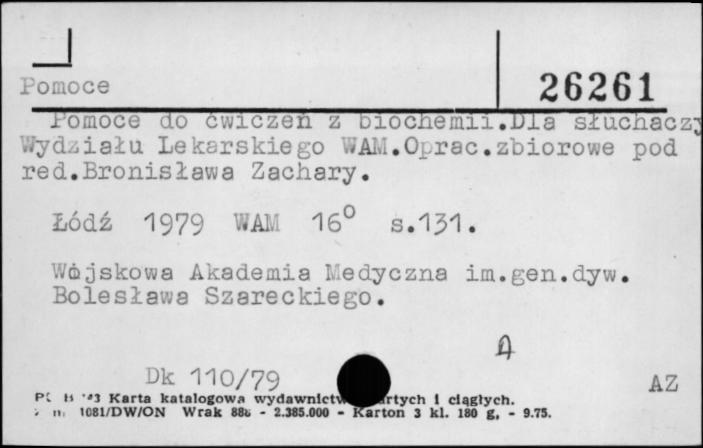 Pomoce
26261
Pomoce do ćwiczeń z biochemii.Dla słuchaczy
Wydziału Lekarskiego WAM.Oprac.zbiorowe pod
red.Bronisława Zachary.
Łódź 1979 WAM 16° s.131.
Wojskowa Akademia Medyczna im.gen.dyw.
Bolesława Szareckiego.
A
Dk 110/79
AZ
Karta katalogowa wydawnictw ciągłych.
1081/DW/ON Wrak - 2.385.000 - Karton 3 kl. 180 g, - 9.75.